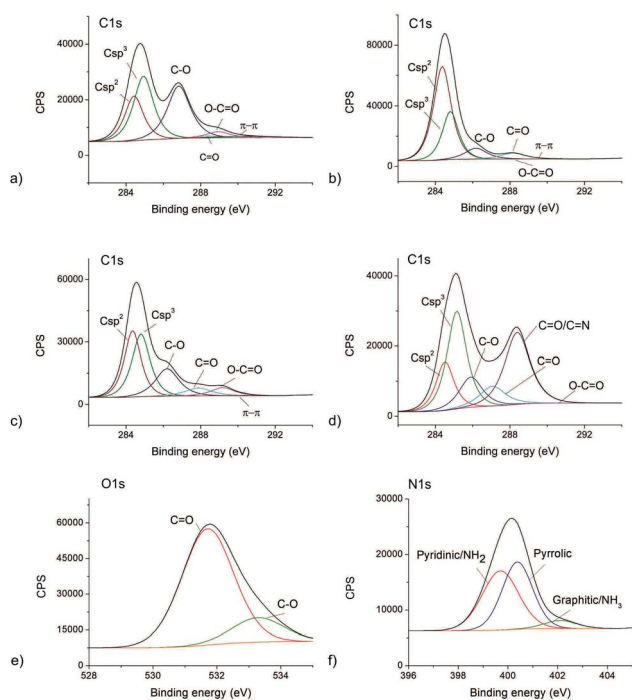 C1s
Csp3
Csp2
C-O
O-C=O
π-π
C=O
CPS
40000
20000
0
284
288
292
Binding energy (eV)
a)
C1s
Csp2
Csp3
C-O
C=O
π-π
O-C=O
CPS
80000
40000
0
284
288
292
Binding energy (eV)
b)
C1s
Csp2
Csp3
C-O
C=O
O-C=O
π-π
CPS
60000
30000
0
284
288
292
Binding energy (eV)
c)
C1s
Csp3
Csp2
C-O
C=O/C=N
C=O
O-C=O
CPS
40000
20000
0
284
288
292
Binding energy (eV)
d)
O1s
C=O
C-O
CPS
60000
45000
30000
15000
0
528
530
532
534
Binding energy (eV)
e)
N1s
Pyridinic/NH2
Pyrrolic
Graphitic/NH3
CPS
30000
20000
10000
0
396
398
400
402
404
Binding energy (eV)
f)